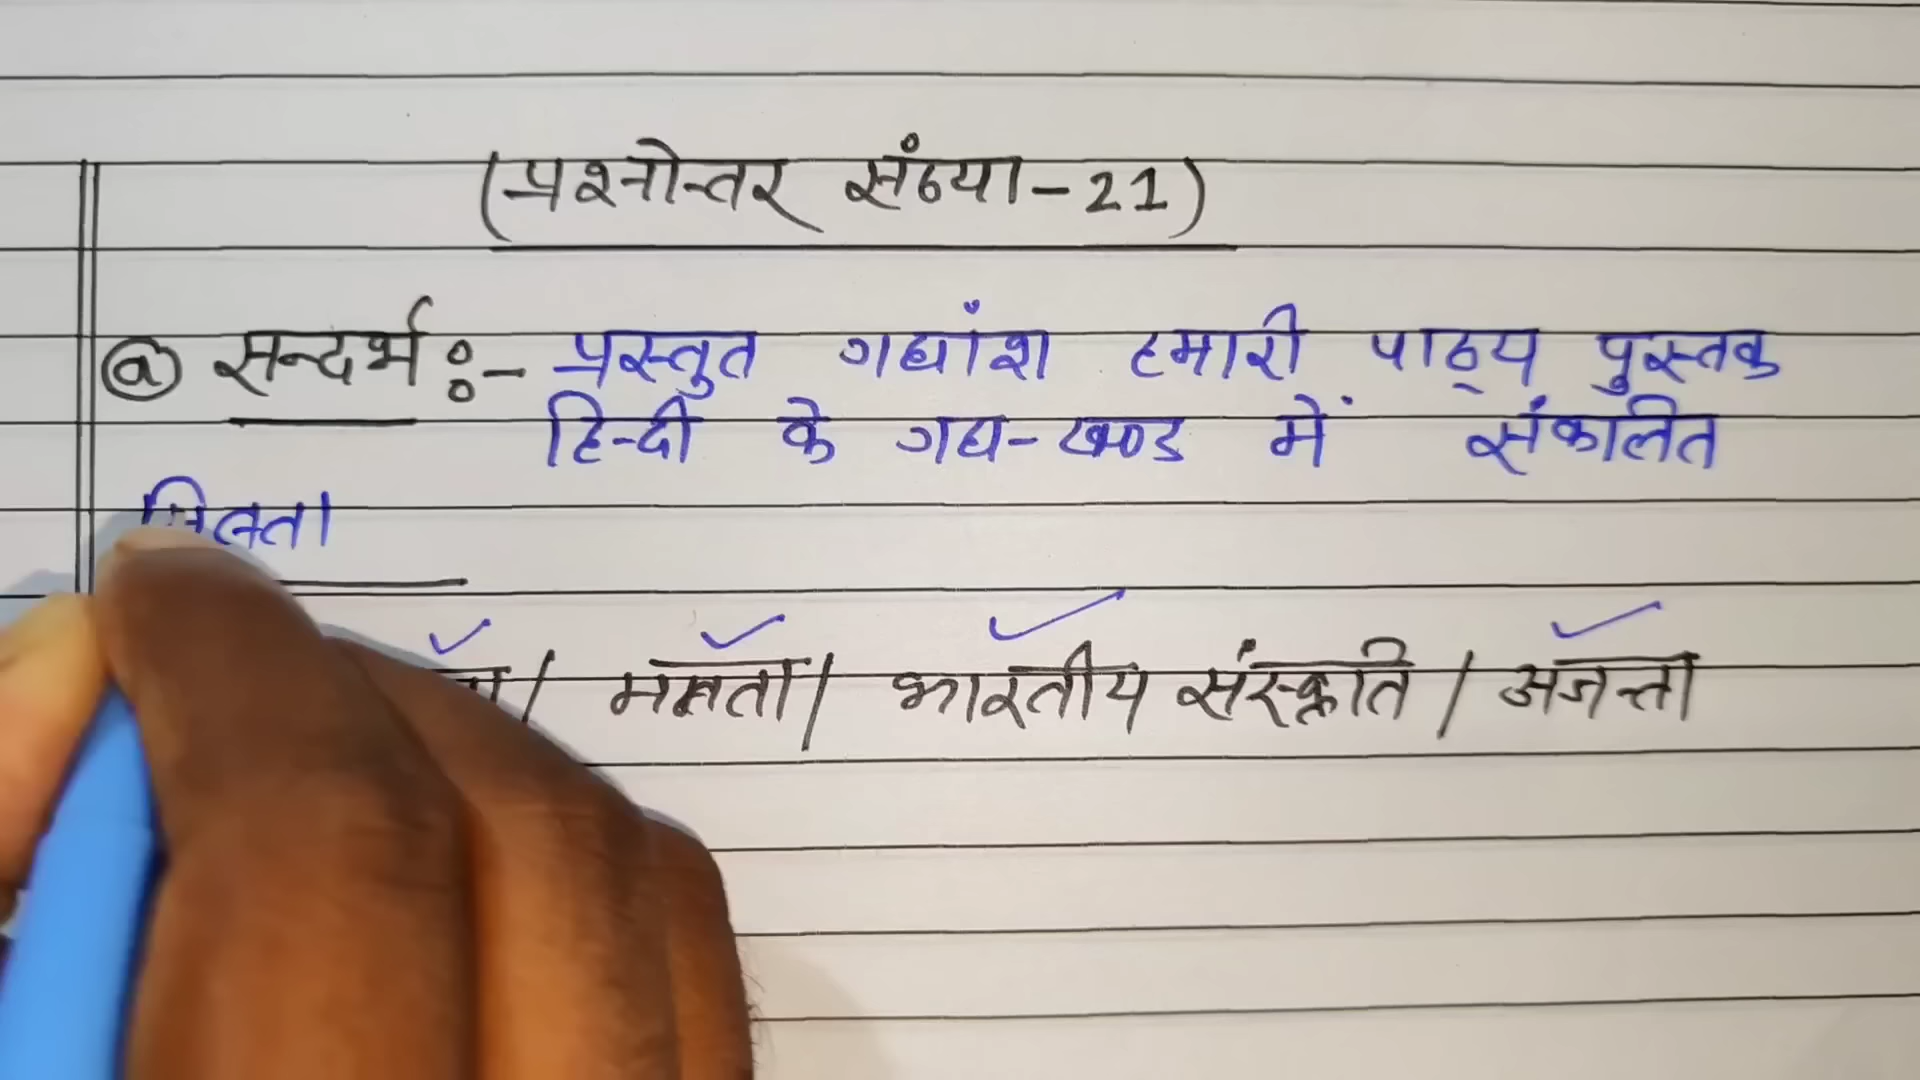 (प्रश्नोत्तर संख्या-21)
(a) सन्दर्भ :- प्रस्तुत गद्यांश हमारी पाठ्य पुस्तक
हिन्दी के गद्य-खण्ड में संकलित
/ ममता / भारतीय संस्कृति / अजन्ता